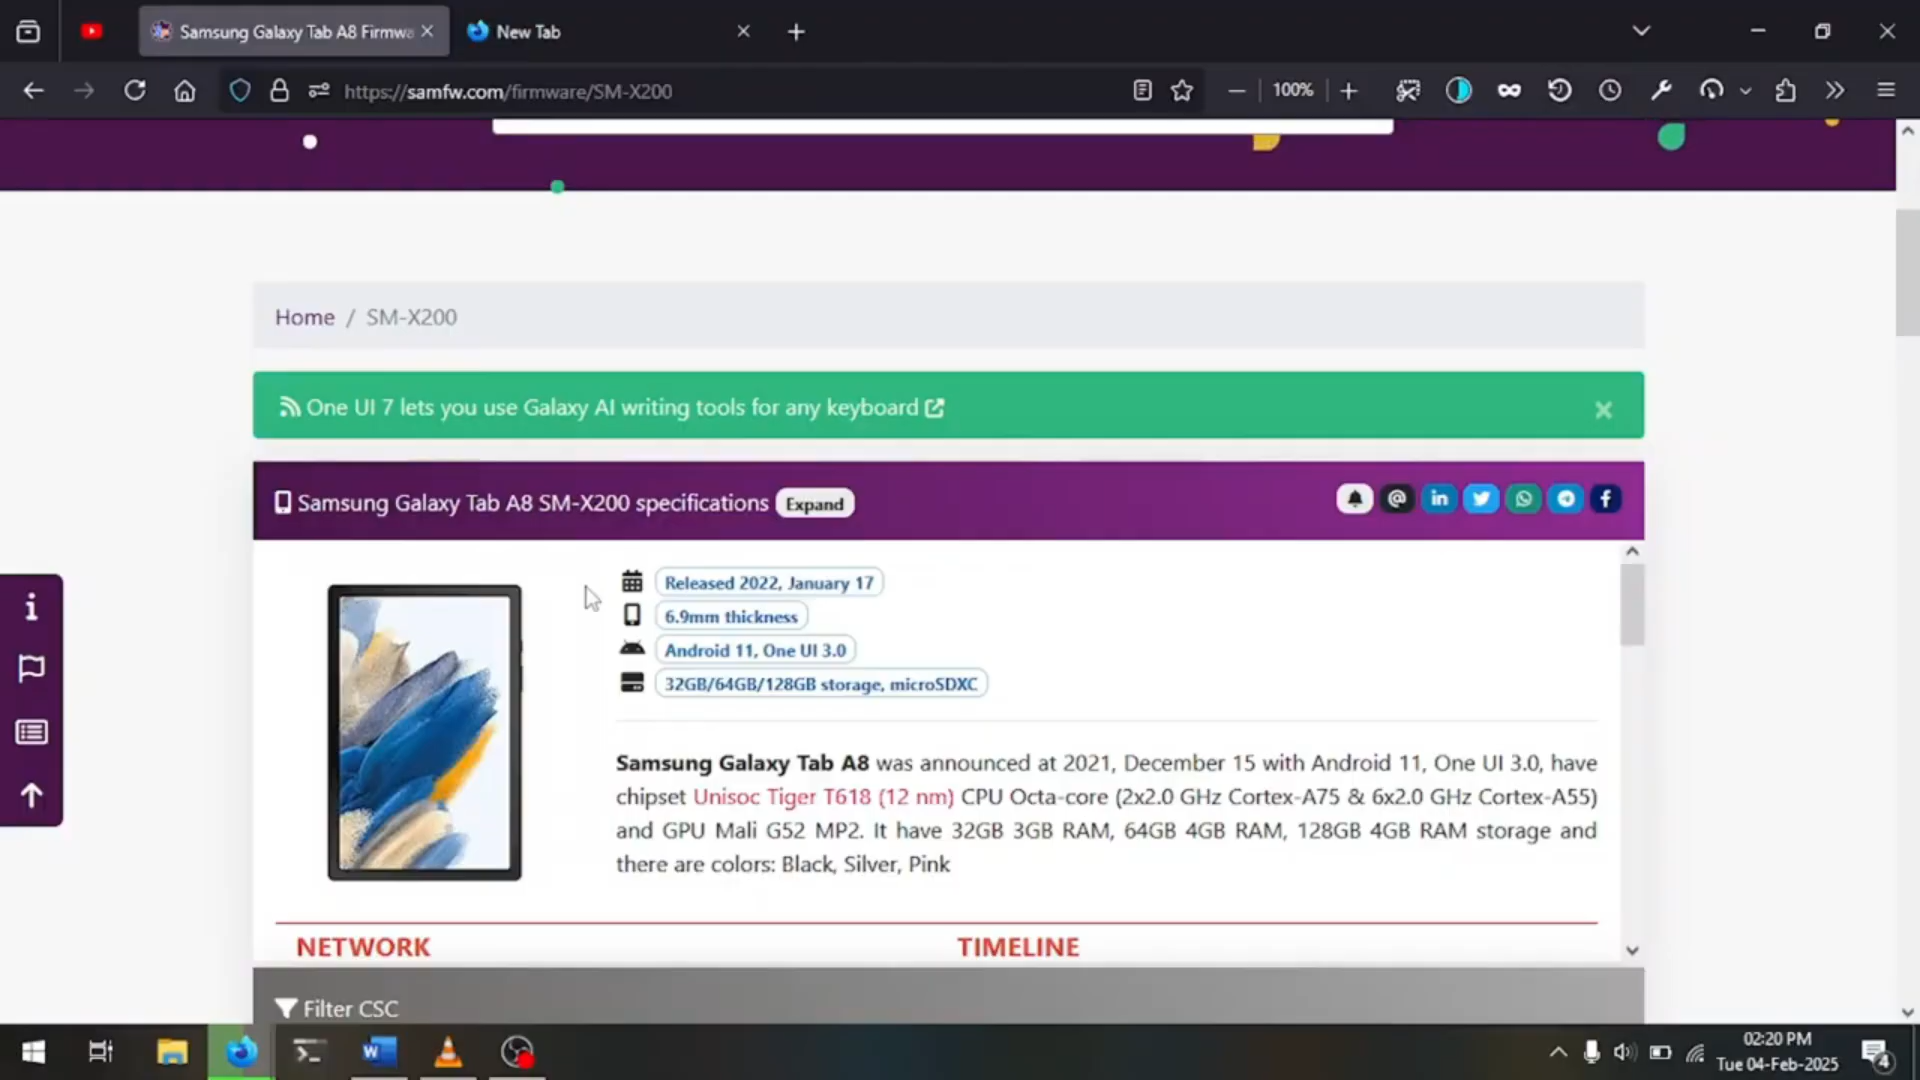 Samsung Galaxy Tab A8 Firmwa
New Tab
https://samfw.com/firmware/SM-X200
100%
Home / SM-X200
One UI 7 lets you use Galaxy AI writing tools for any keyboard
Samsung Galaxy Tab A8 SM-X200 specifications Expand
Released 2022, January 17
6.9mm thickness
Android 11, One UI 3.0
32GB/64GB/128GB storage, microSDXC
Samsung Galaxy Tab A8 was announced at 2021, December 15 with Android 11, One UI 3.0, have
chipset Unisoc Tiger T618 (12 nm) CPU Octa-core (2x2.0 GHz Cortex-A75 & 6x2.0 GHz Cortex-A55)
and GPU Mali G52 MP2. It have 32GB 3GB RAM, 64GB 4GB RAM, 128GB 4GB RAM storage and
there are colors: Black, Silver, Pink
NETWORK
TIMELINE
Filter CSC
02:20 PM
Tue 04-Feb-2025
4